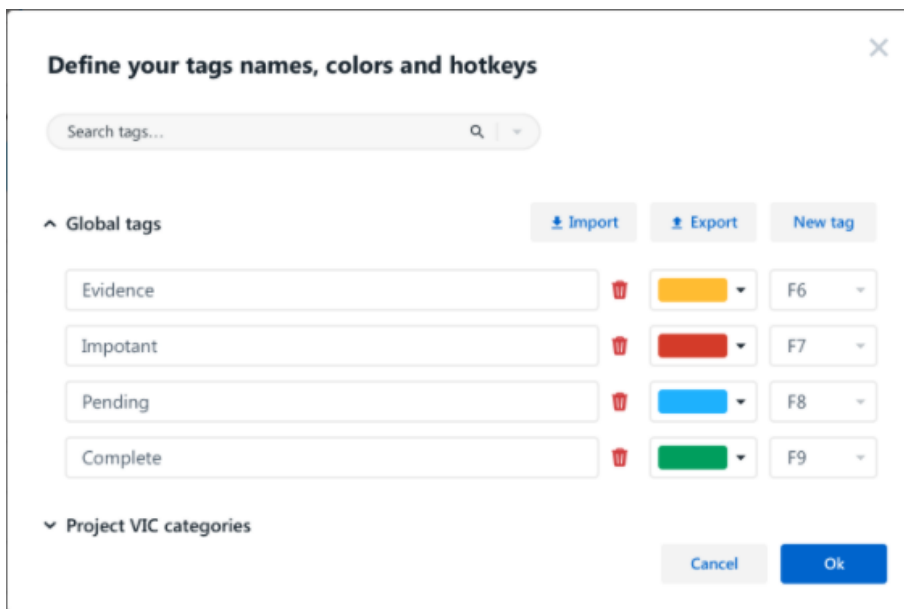 Define your tags names, colors and hotkeys
Search tags...
Global tags
Import
Export
New tag
Evidence
F6
Impotant
F7
Pending
F8
Complete
F9
Project VIC categories
Cancel
Ok